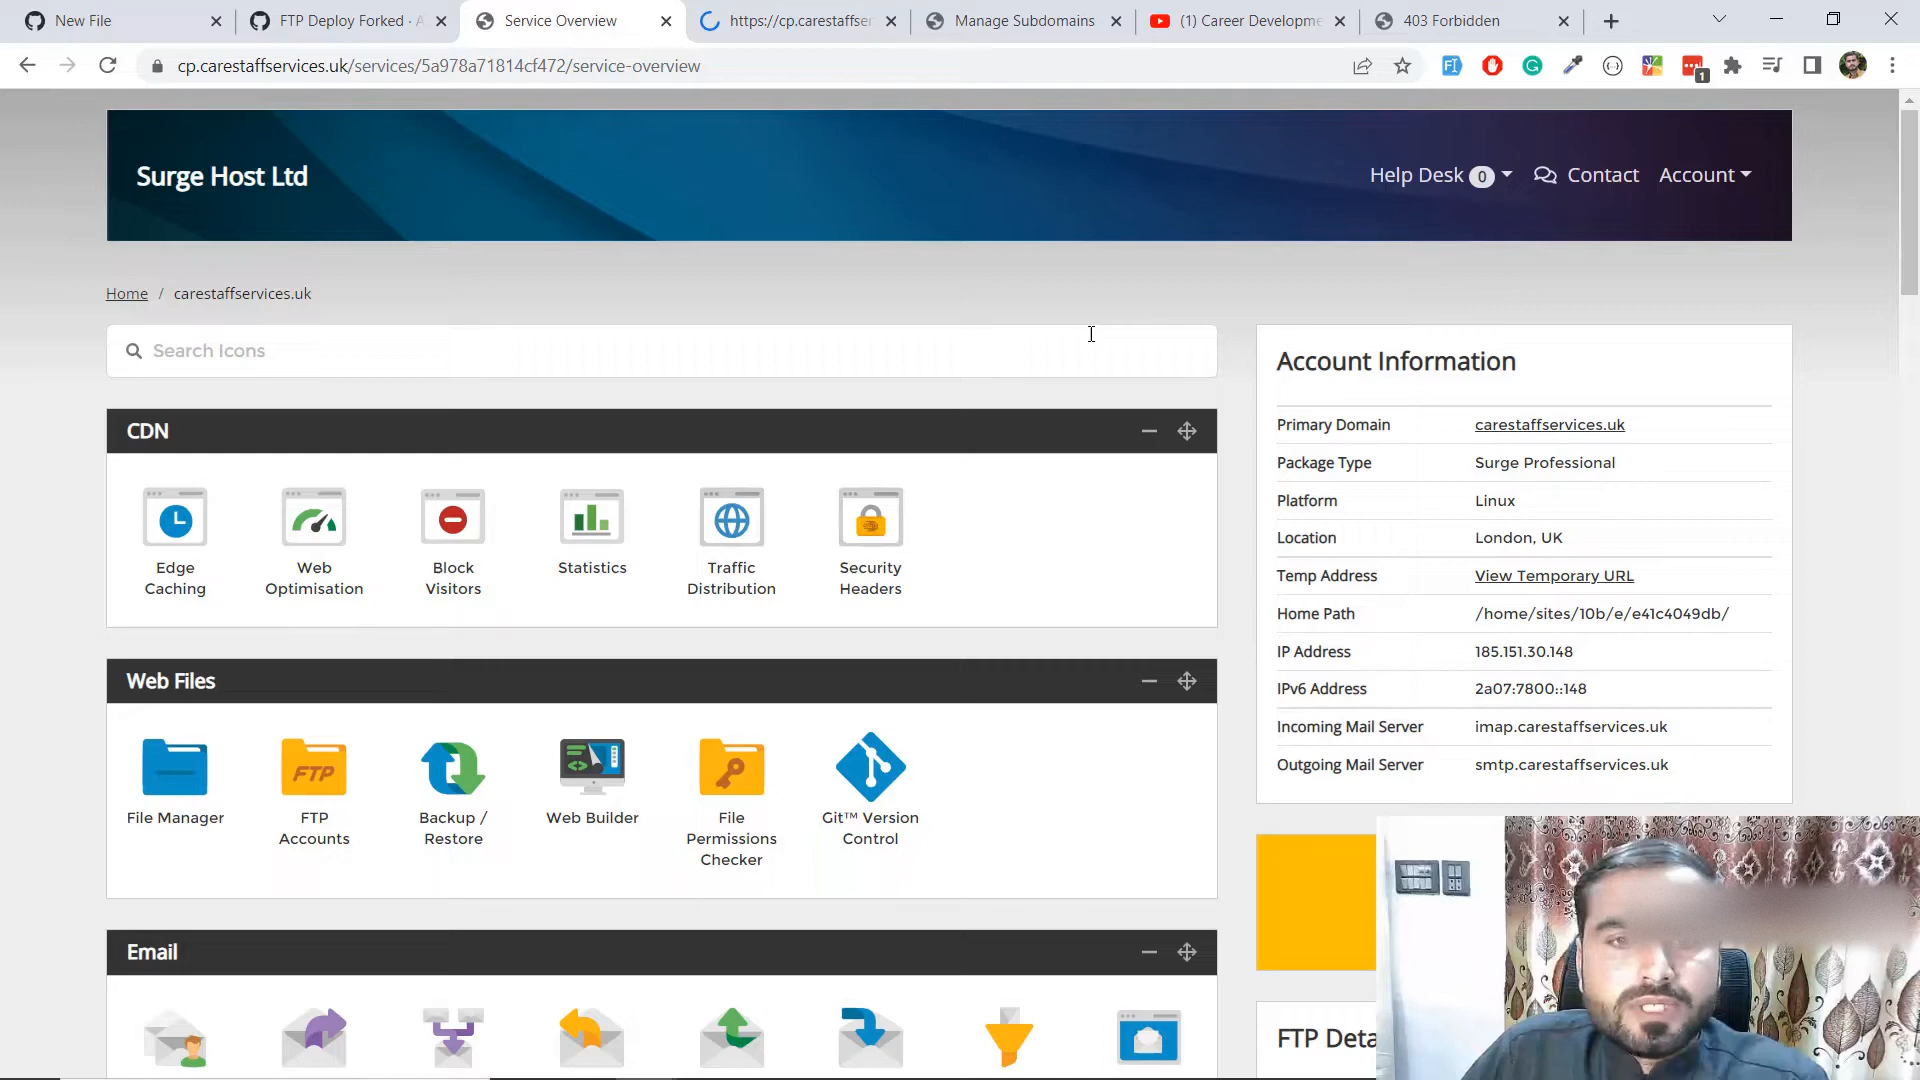 New File
FTP Deploy Forked · A
Service Overview
https://cp.carestaffser
Manage Subdomains
(1) Career Developme
403 Forbidden
cp.carestaffservices.uk/services/5a978a71814cf472/service-overview
1
Surge Host Ltd
Help Desk 0
Contact
Account
Home / carestaffservices.uk
Search Icons
CDN
Edge
Caching
Web
Optimisation
Block
Visitors
Statistics
Traffic
Distribution
Security
Headers
Web Files
File Manager
FTP
FTP
Accounts
Backup /
Restore
Web Builder
File
Permissions
Checker
Git™ Version
Control
Email
Account Information
Primary Domain carestaffservices.uk
Package Type Surge Professional
Platform Linux
Location London, UK
Temp Address View Temporary URL
Home Path /home/sites/10b/e/e41c4049db/
IP Address 185.151.30.148
IPv6 Address 2a07:7800::148
Incoming Mail Server imap.carestaffservices.uk
Outgoing Mail Server smtp.carestaffservices.uk
FTP Deta